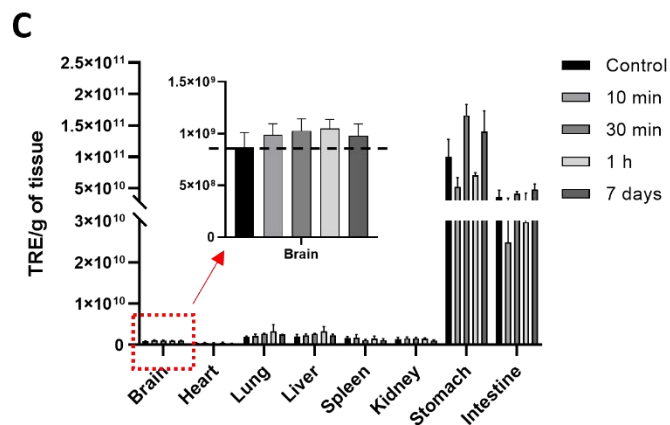 C
TRE/g of tissue
2.5×10¹¹
2.0×10¹¹
1.5×10¹¹
1×10¹¹
5×10¹⁰
3×10¹⁰
2×10¹⁰
1×10¹⁰
0
1.5×10⁹
1×10⁹
5×10⁸
0
Brain
Brain
Heart
Lung
Liver
Spleen
Kidney
Stomach
Intestine
Control
10 min
30 min
1 h
7 days